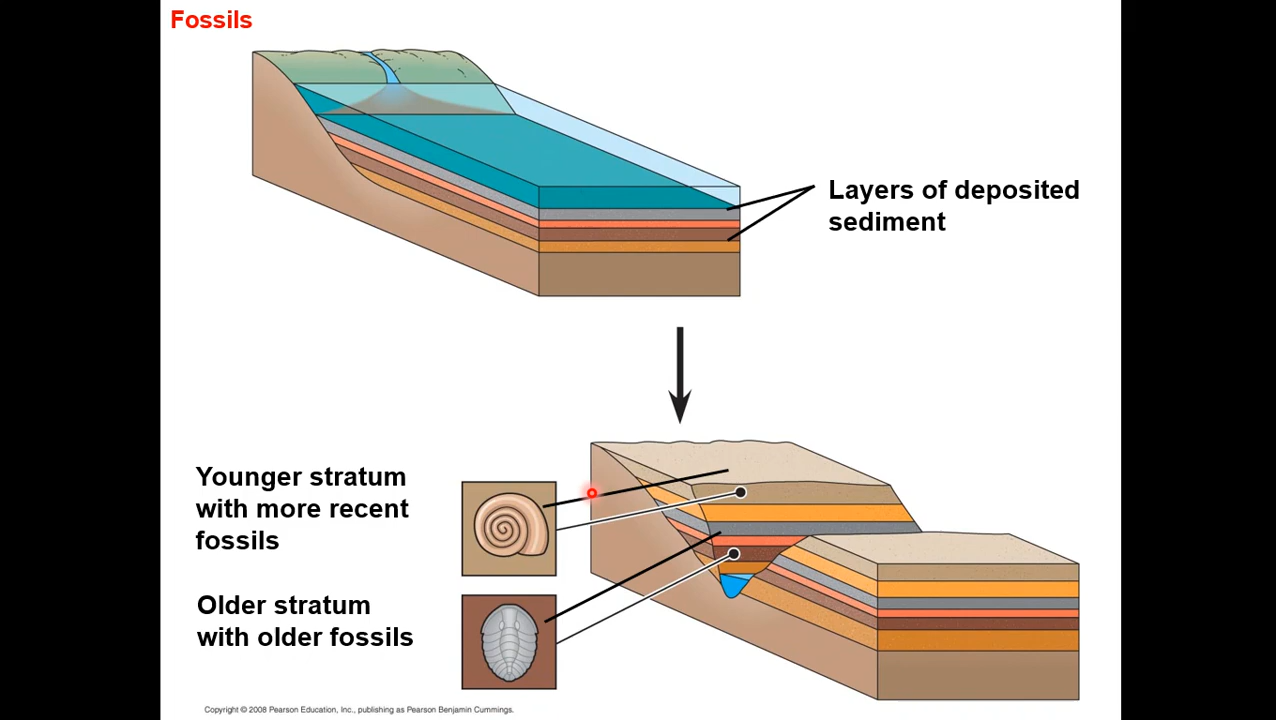 Fossils
Layers of deposited
sediment
Younger stratum
with more recent
fossils
Older stratum
with older fossils
Copyright © 2008 Pearson Education, Inc., publishing as Pearson Benjamin Cummings.